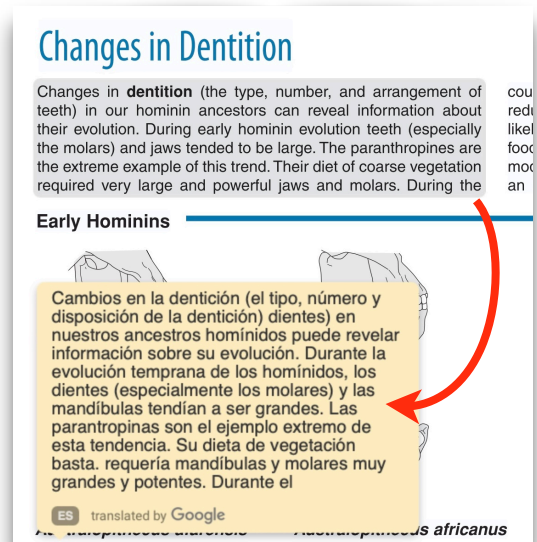 Changes in Dentition
Changes in dentition (the type, number, and arrangement of
teeth) in our hominin ancestors can reveal information about
their evolution. During early hominin evolution teeth (especially
the molars) and jaws tended to be large. The paranthropines are
the extreme example of this trend. Their diet of coarse vegetation
required very large and powerful jaws and molars. During the
an
Early Hominins
Cambios en la dentición (el tipo, número y
disposición de la dentición) dientes) en
nuestros ancestros homínidos puede revelar
información sobre su evolución. Durante la
evolución temprana de los homínidos, los
dientes (especialmente los molares) y las
mandíbulas tendían a ser grandes. Las
parantropinas son el ejemplo extremo de
esta tendencia. Su dieta de vegetación
basta. requería mandíbulas y molares muy
grandes y potentes. Durante el
ES translated by Google
africanus